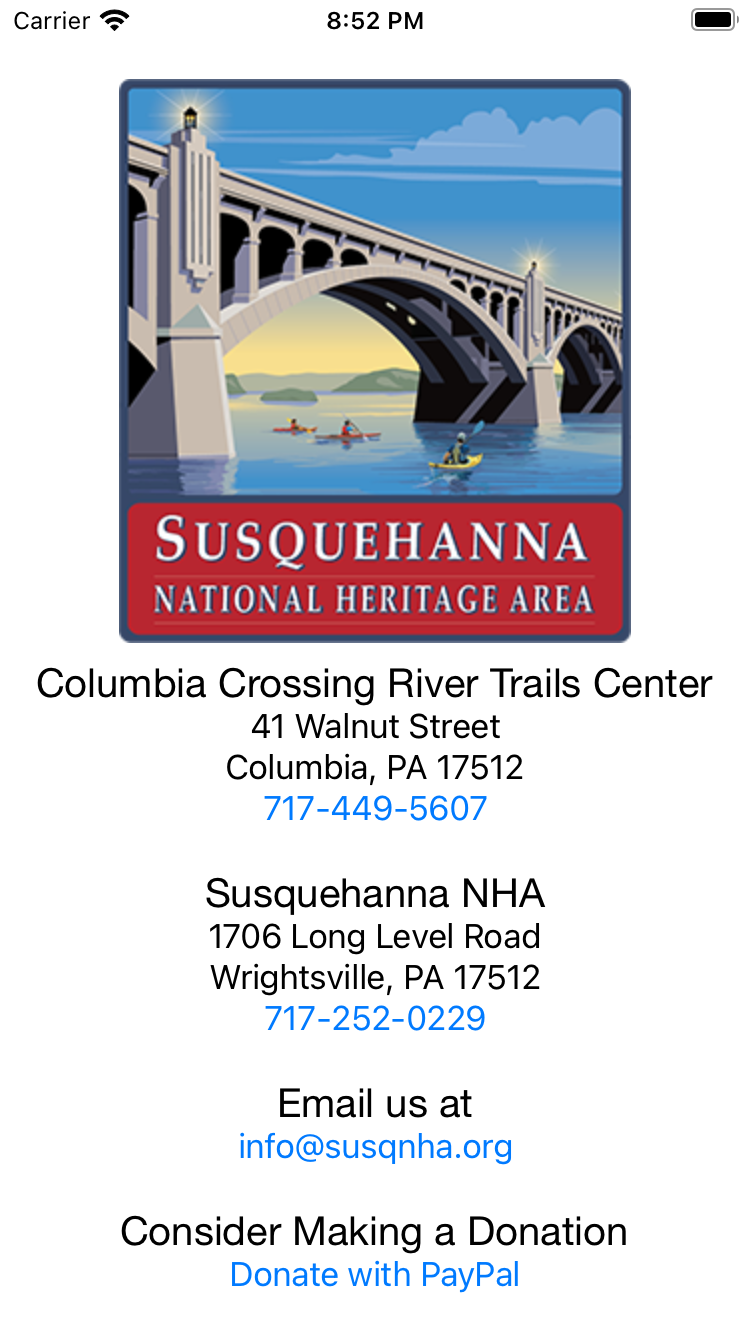 Carrier 8:52 PM
SUSQUEHANNA
NATIONAL HERITAGE AREA
Columbia Crossing River Trails Center
41 Walnut Street
Columbia, PA 17512
717-449-5607
Susquehanna NHA
1706 Long Level Road
Wrightsville, PA 17512
717-252-0229
Email us at
info@susqnha.org
Consider Making a Donation
Donate with PayPal